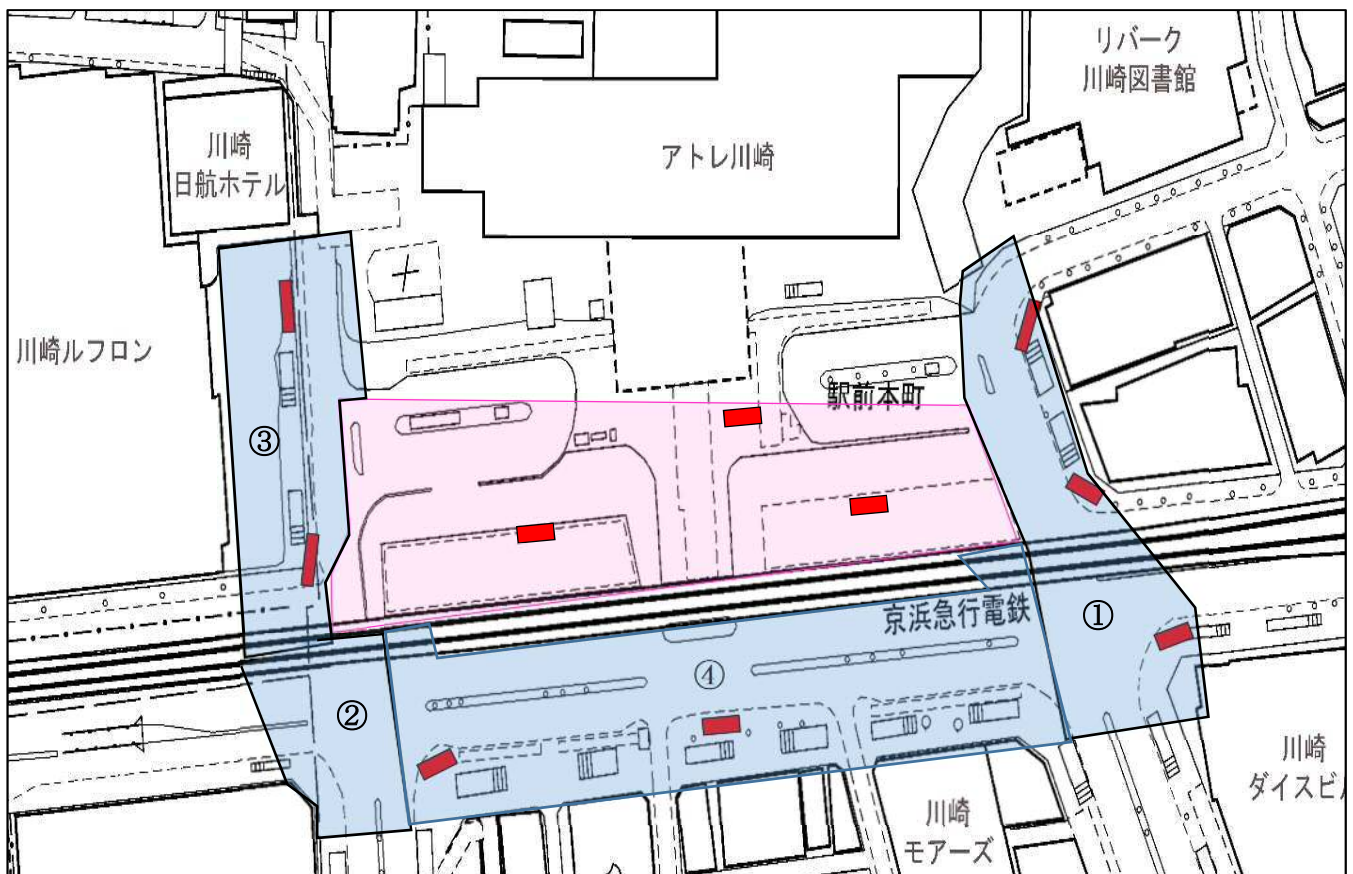 リバーク
川崎図書館
川崎
日航ホテル
アトレ川崎
川崎ルフロン
駅前本町
③
京浜急行電鉄
①
④
②
川崎
ダイスビル
川崎
モアーズ